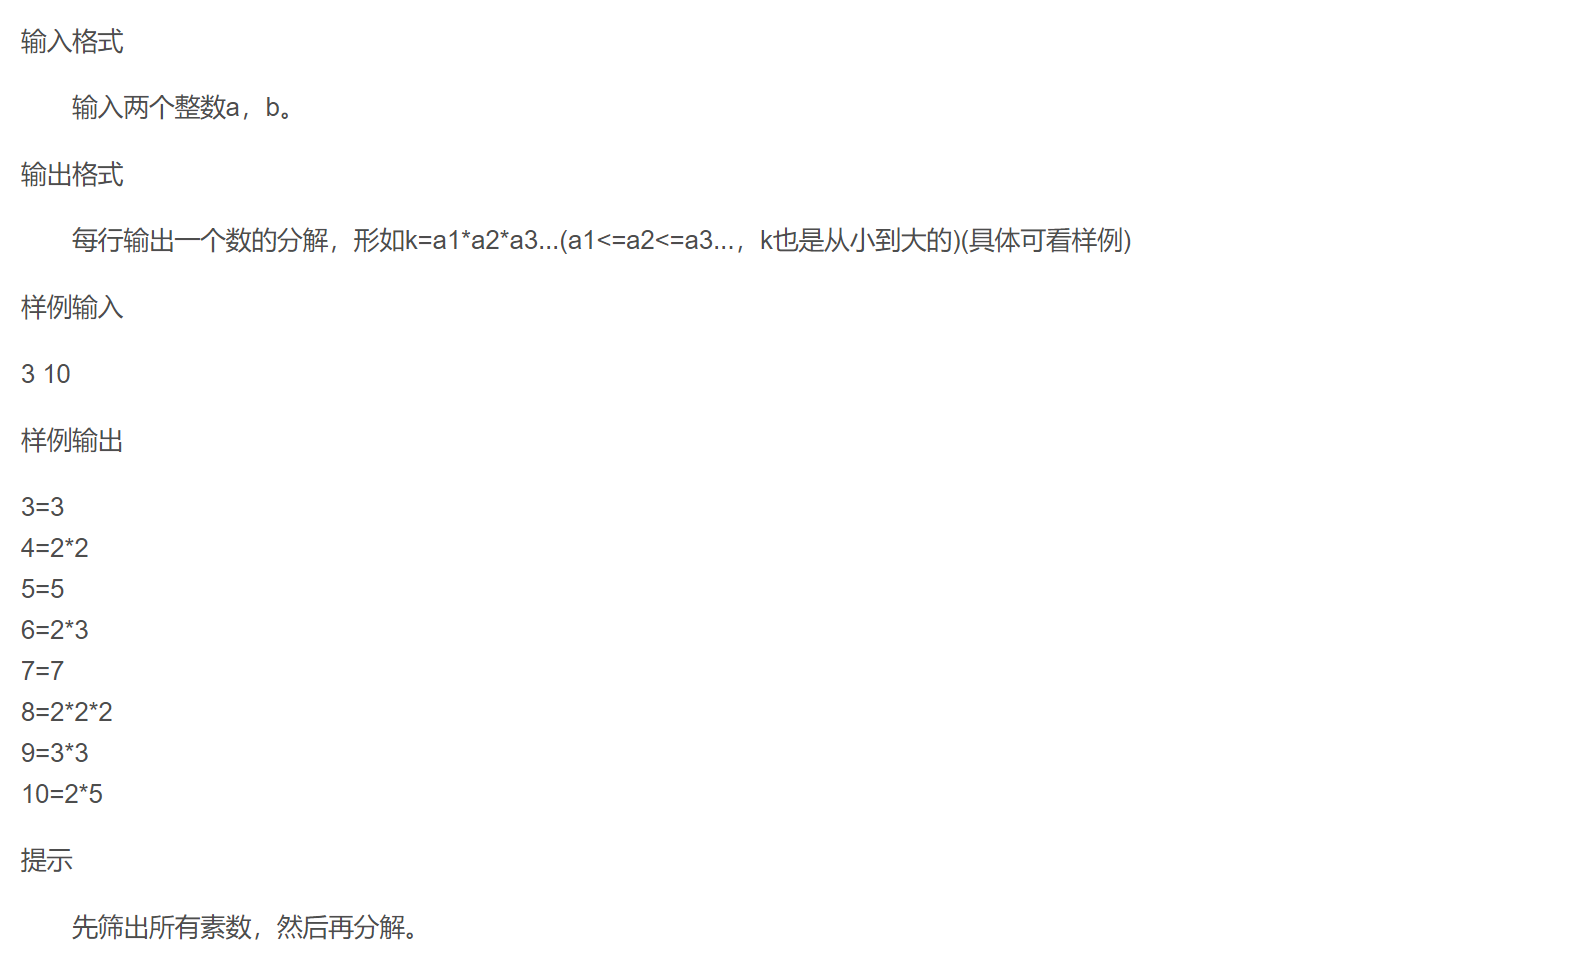 输入格式
输入两个整数a，b。
输出格式
每行输出一个数的分解，形如k=a1*a2*a3...(a1<=a2<=a3...，k也是从小到大的)(具体可看样例)
样例输入
3 10
样例输出
3=3
4=2*2
5=5
6=2*3
7=7
8=2*2*2
9=3*3
10=2*5
提示
先筛出所有素数，然后再分解。